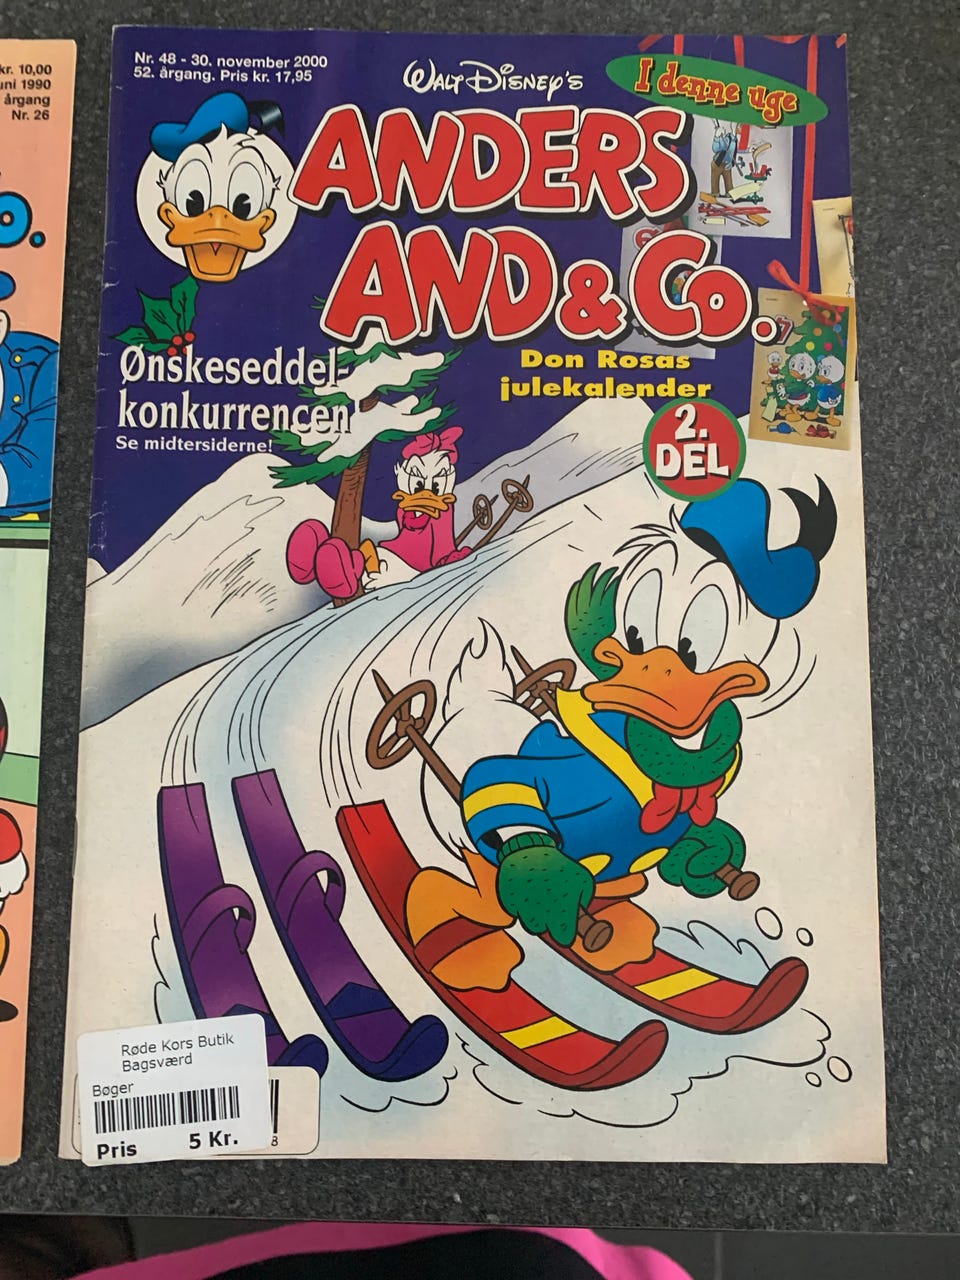 kr. 10,00
uni 1990
årgang
Nr. 26
o.
Nr. 48 - 30. november 2000
52. årgang. Pris kr. 17,95
WALT DISNEY'S
I denne uge
ANDERS
AND & Co.
Ønskeseddel-
konkurrencen
Se midtersiderne!
Don Rosas
julekalender
2.
DEL
Røde Kors Butik
Bagsværd
Bøger
Pris 5 Kr.
8